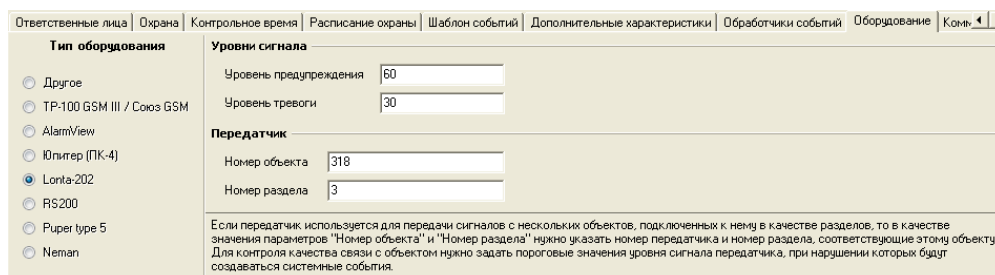 Ответственные лица Охрана Контрольное время Расписание охраны Шаблон событий Дополнительные характеристики Обработчики событий Оборудование Комм
Тип оборудования
Другое
TP-100 GSM III / Союз GSM
AlarmView
Юпитер (ПК-4)
Lonta-202
RS200
Puper type 5
Neman
Уровни сигнала
Уровень предупреждения 60
Уровень тревоги 30
Передатчик
Номер объекта 318
Номер раздела 3
Если передатчик используется для передачи сигналов с нескольких объектов, подключенных к нему в качестве разделов, то в качестве
значения параметров "Номер объекта" и "Номер раздела" нужно указать номер передатчика и номер раздела, соответствующие этому объекту
Для контроля качества связи с объектом нужно задать пороговые значения уровня сигнала передатчика, при нарушении которых будут
создаваться системные события.